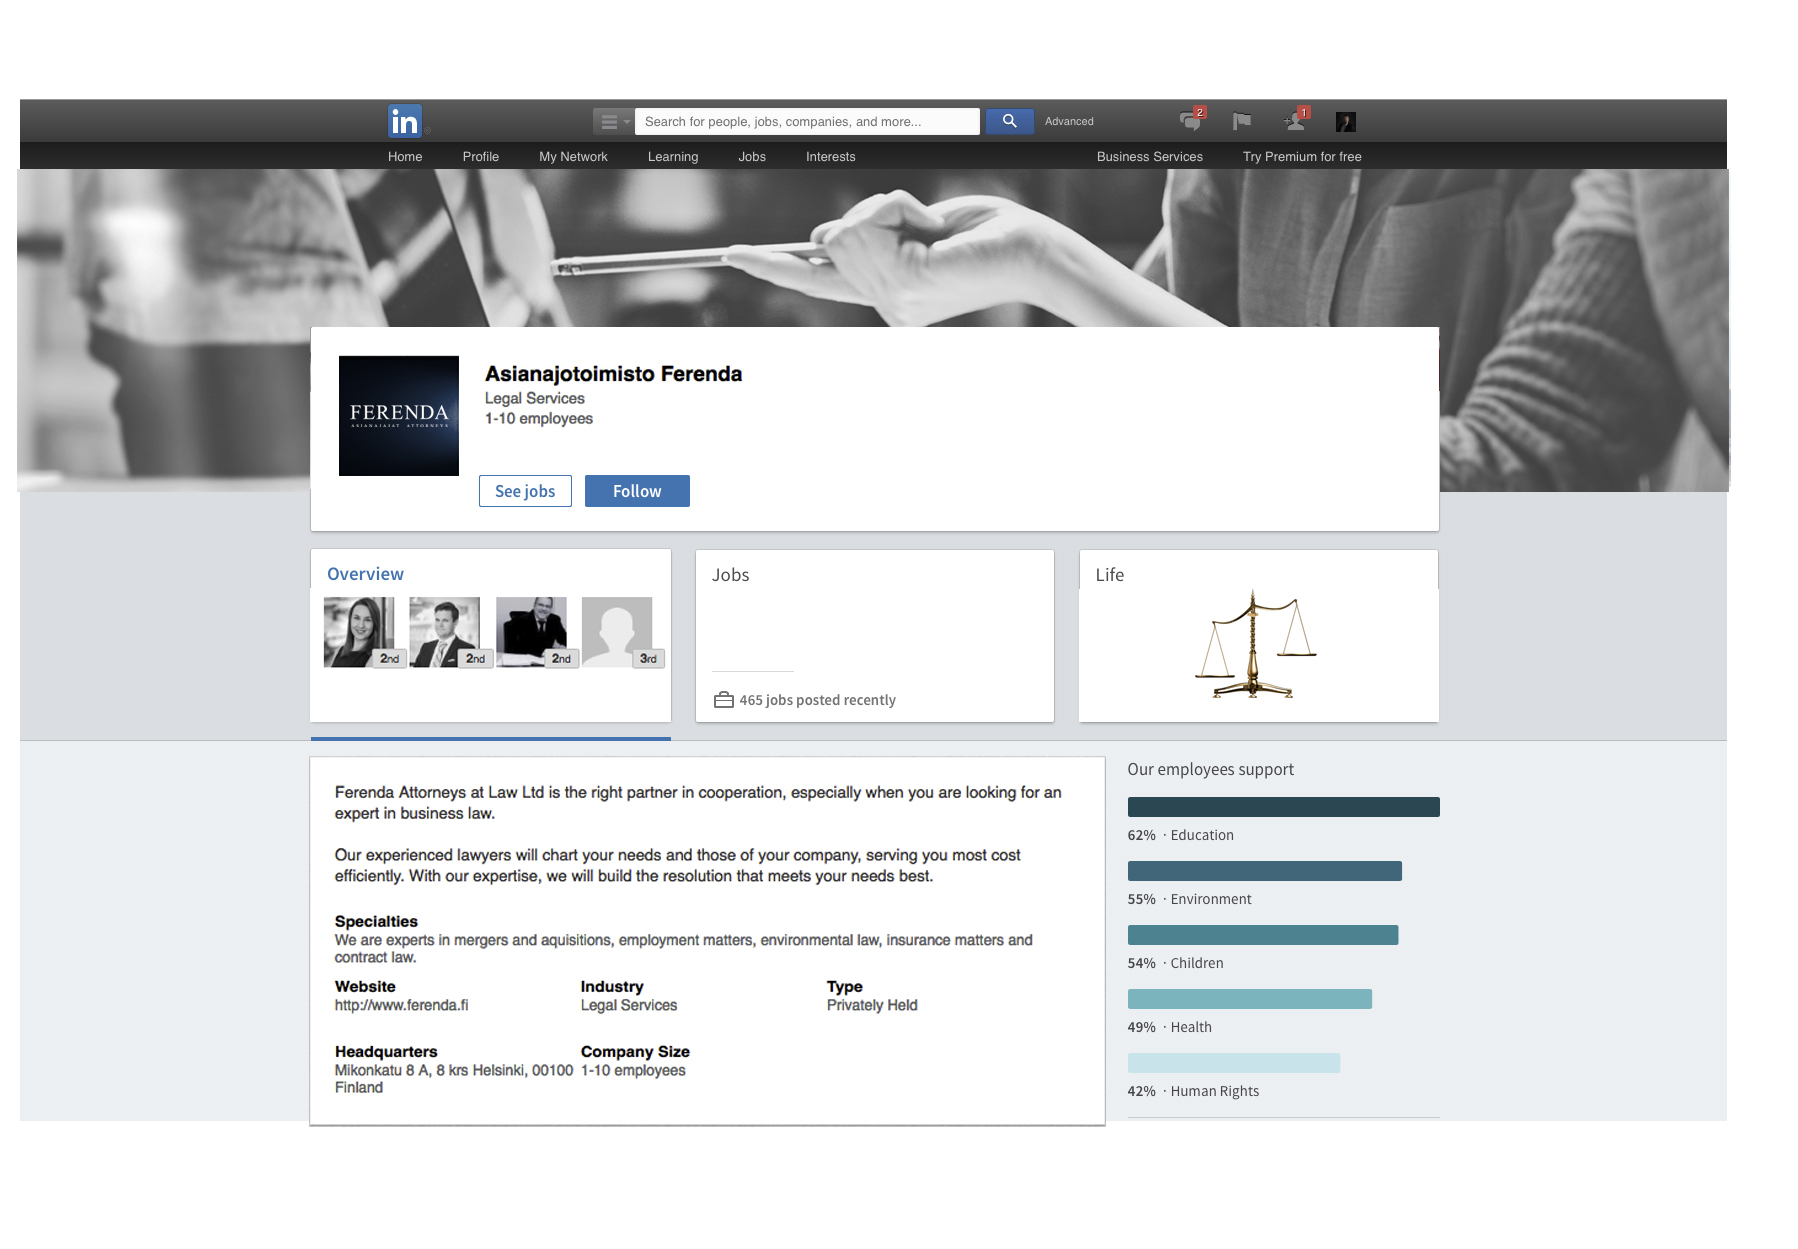 in
Search for people, jobs, companies, and more...
Advanced
2
1
Home
Profile
My Network
Learning
Jobs
Interests
Business Services
Try Premium for free
FERENDA
ASIANAJAJAT ATTORNEYS
Asianajotoimisto Ferenda
Legal Services
1-10 employees
See jobs
Follow
Overview
2nd
2nd
2nd
3rd
Jobs
465 jobs posted recently
Life
Ferenda Attorneys at Law Ltd is the right partner in cooperation, especially when you are looking for an
expert in business law.
Our experienced lawyers will chart your needs and those of your company, serving you most cost
efficiently. With our expertise, we will build the resolution that meets your needs best.
Specialties
We are experts in mergers and aquisitions, employment matters, environmental law, insurance matters and
contract law.
Website
http://www.ferenda.fi
Industry
Legal Services
Type
Privately Held
Headquarters
Mikonkatu 8 A, 8 krs Helsinki, 00100
Finland
Company Size
1-10 employees
Our employees support
62% · Education
55% · Environment
54% · Children
49% · Health
42% · Human Rights